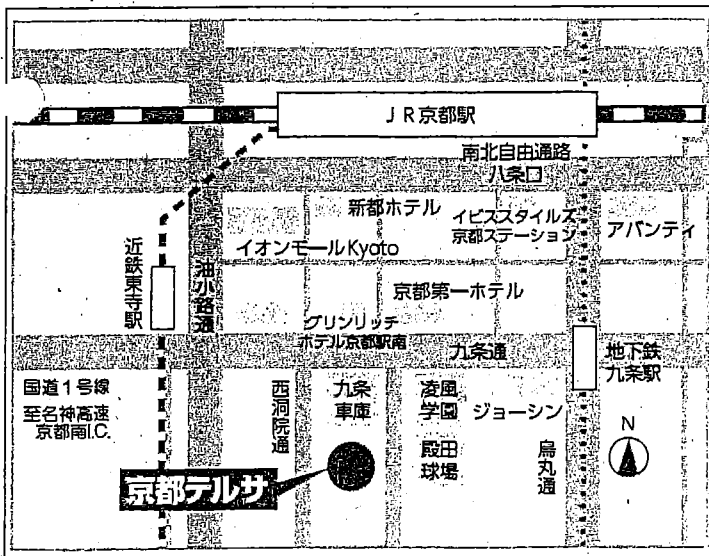 JR京都駅
南北自由通路
八条口
新都ホテル
イビススタイルズ
京都ステーション
アバンティ
イオンモールKyoto
近鉄東寺駅
油小路通
京都第一ホテル
グリンリッチ
ホテル京都駅南
九条通
地下鉄
九条駅
国道1号線
至名神高速
京都南I.C.
西洞院通
九条
車庫
凌風
学園
ジョーシン
殿田
球場
烏丸通
N
京都テルサ